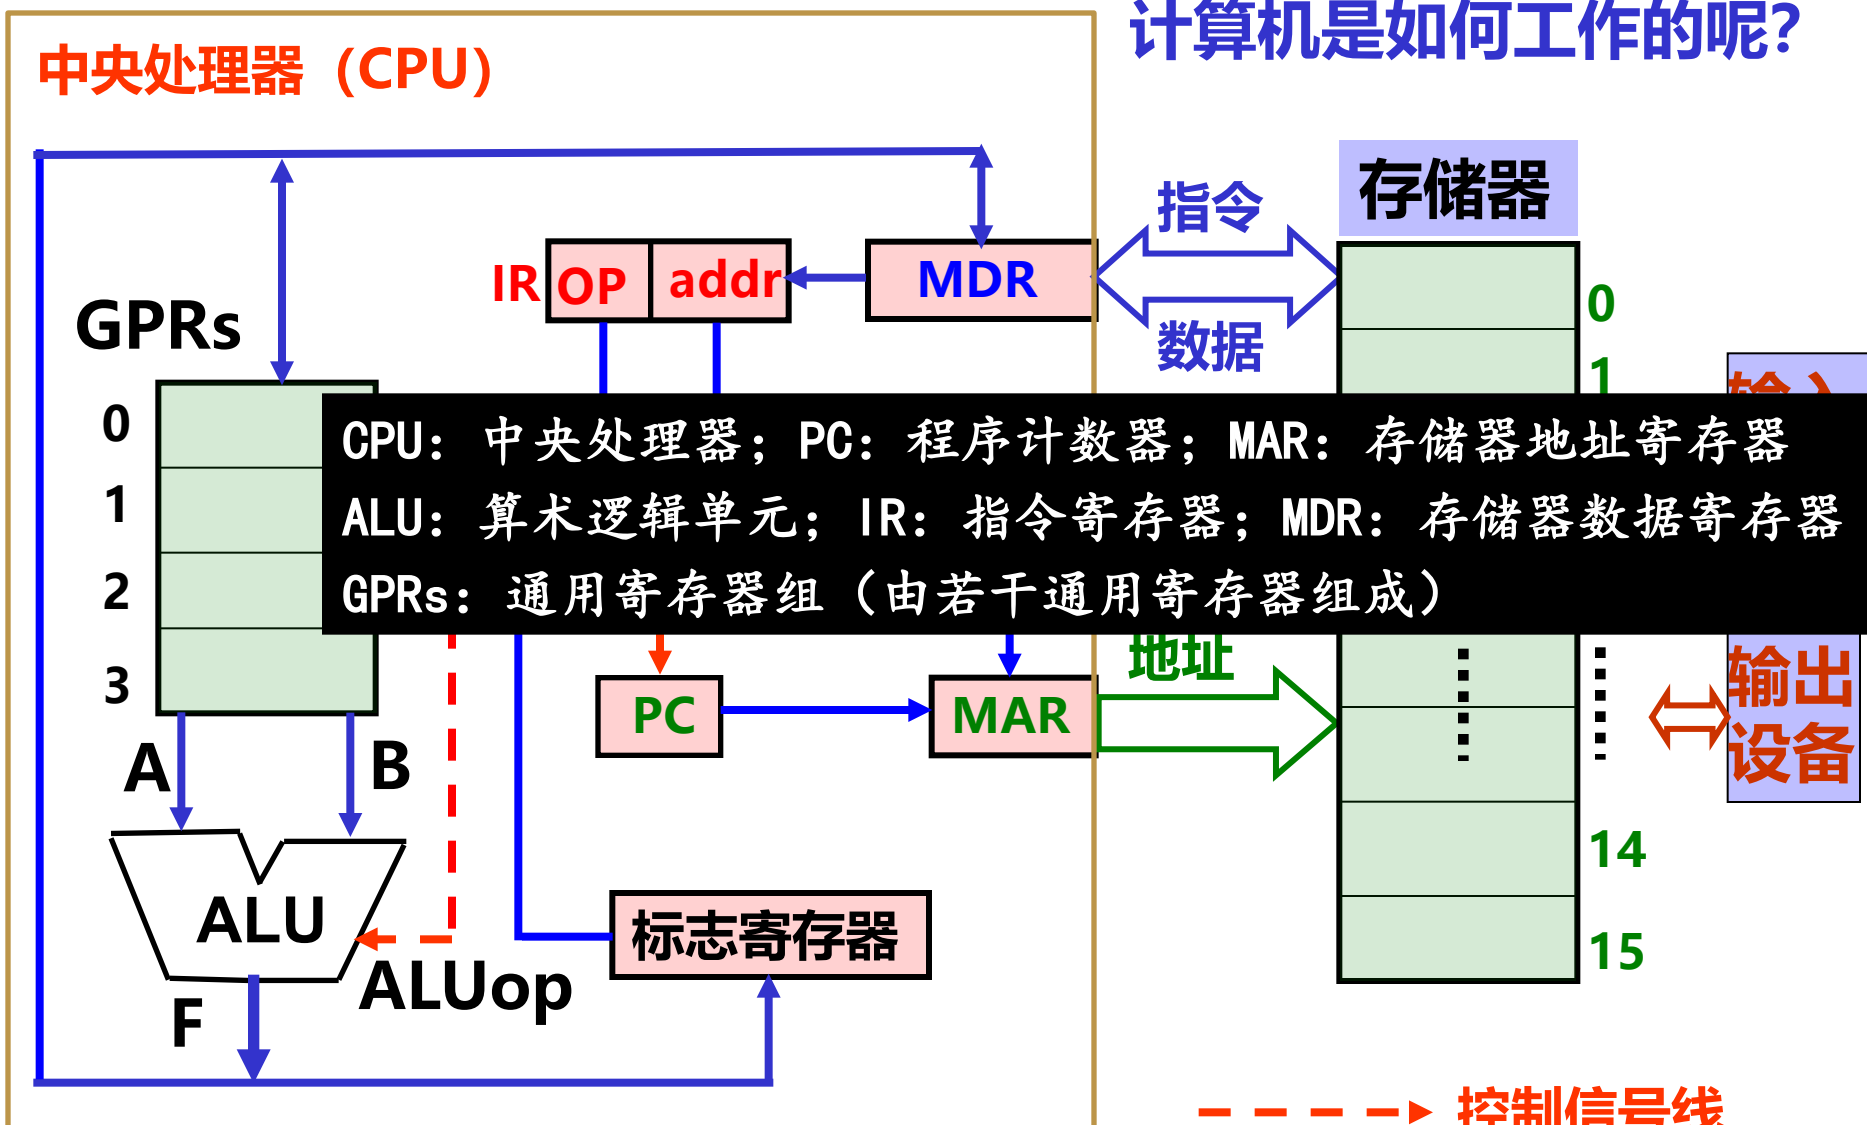 计算机是如何工作的呢?
中央处理器（CPU）
存储器
指令
IR
OP
addr
MDR
GPRs
0
数据
1
输入
0
CPU：中央处理器；PC：程序计数器；MAR：存储器地址寄存器
1
ALU：算术逻辑单元；IR：指令寄存器；MDR：存储器数据寄存器
2
GPRs：通用寄存器组（由若干通用寄存器组成）
地址
3
PC
MAR
输出
设备
A
B
14
ALU
标志寄存器
15
ALUop
F
控制信号线